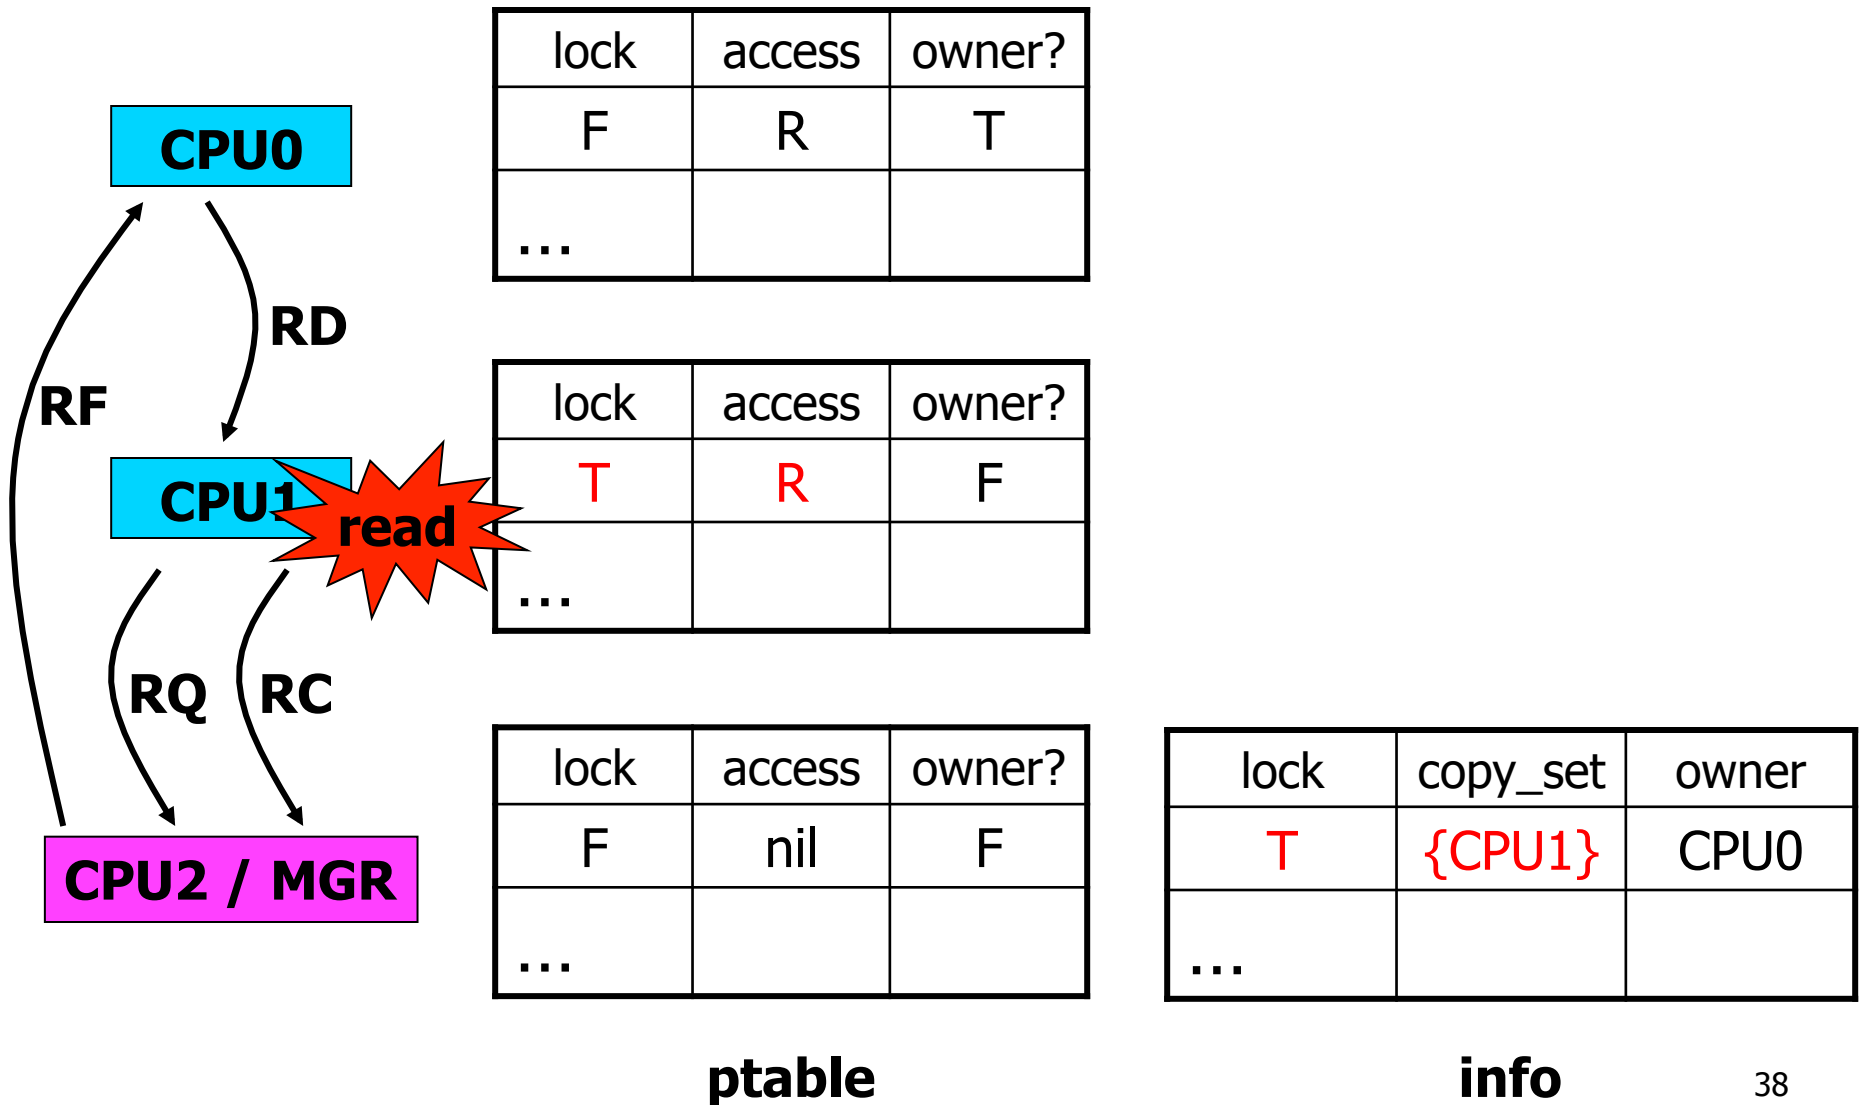 lock access owner?
F R T
...
CPU0
RD
RF
lock access owner?
T R F
...
CPU1
read
RQ RC
lock access owner?
F nil F
...
CPU2 / MGR
lock copy_set owner
T {CPU1} CPU0
...
ptable
info
38